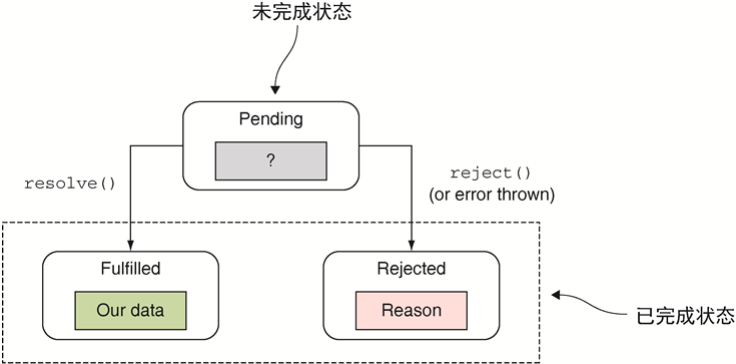 未完成状态
Pending
?
resolve()
reject()
(or error thrown)
Fulfilled
Our data
Rejected
Reason
已完成状态